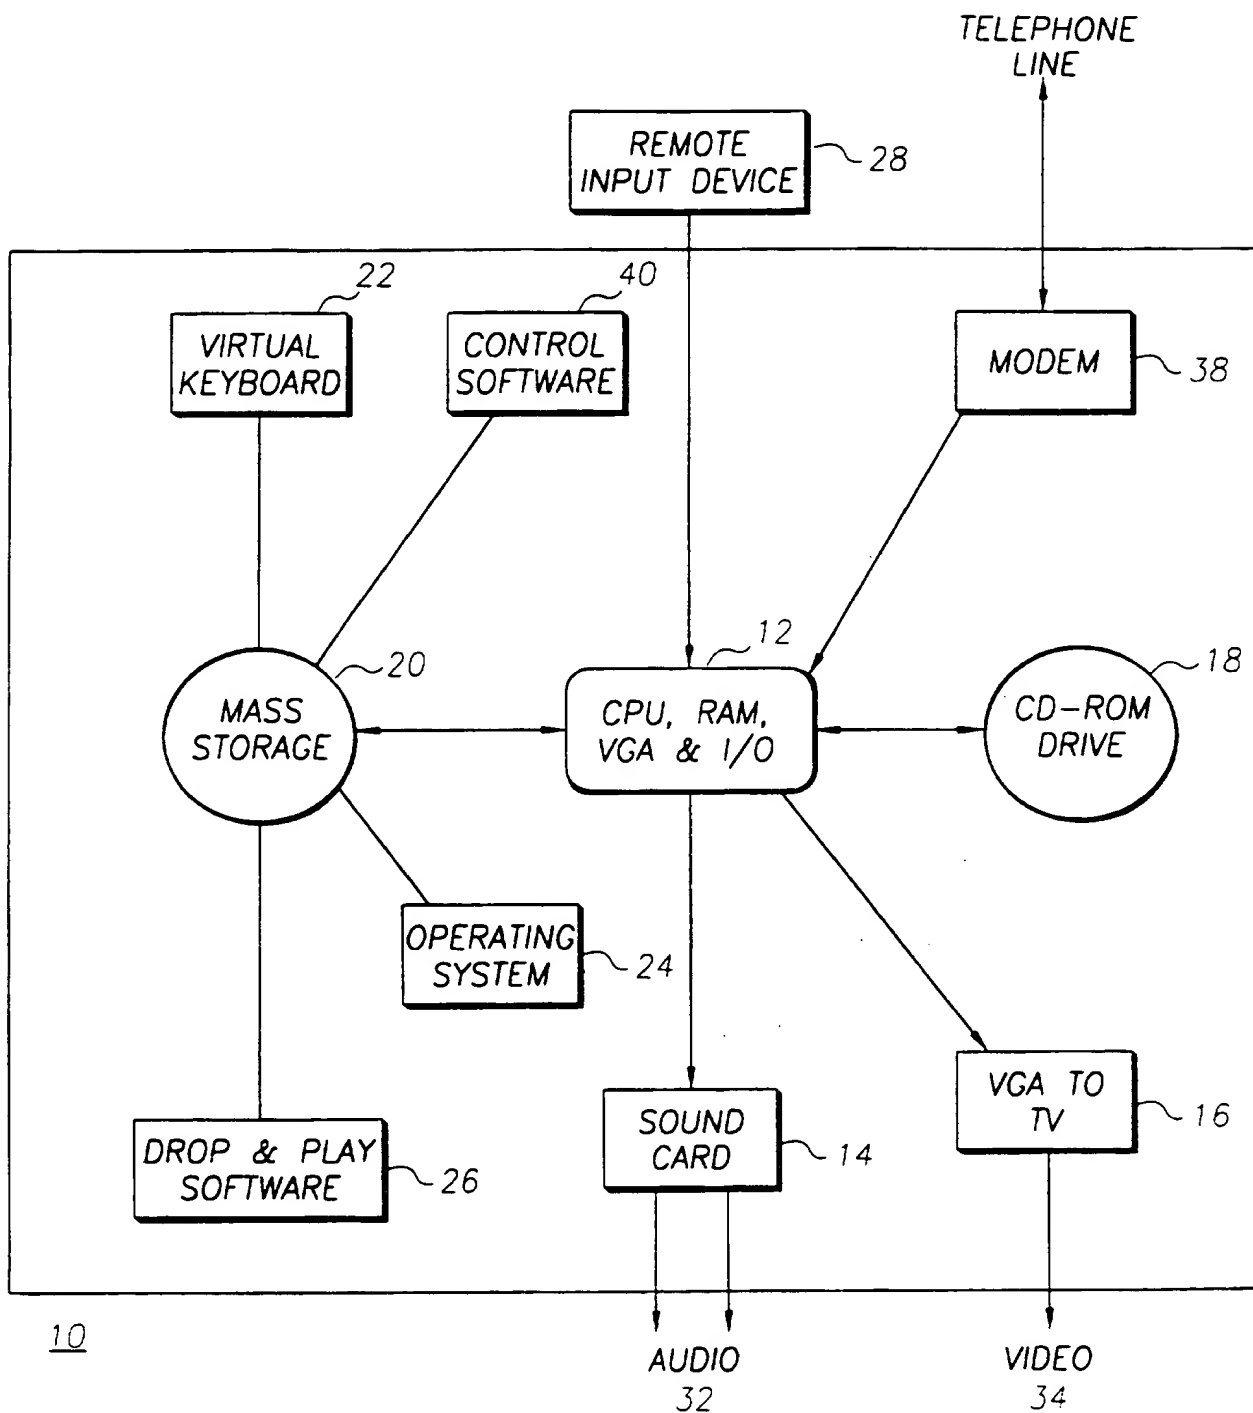 TELEPHONE
LINE
REMOTE
INPUT DEVICE
28
22
40
VIRTUAL
KEYBOARD
CONTROL
SOFTWARE
MODEM
38
12
20
18
MASS
STORAGE
CPU, RAM,
VGA & I/O
CD-ROM
DRIVE
OPERATING
SYSTEM
24
VGA TO
TV
16
SOUND
CARD
14
DROP & PLAY
SOFTWARE
26
10
AUDIO
32
VIDEO
34